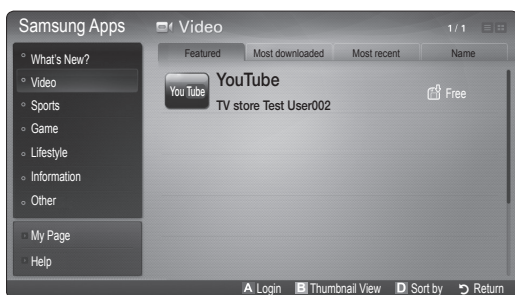 Samsung Apps
Video
1/1
What's New?
Video
Sports
Game
Lifestyle
Information
Other
My Page
Help
Featured
Most downloaded
Most recent
Name
You Tube
YouTube
TV store Test User002
Free
A Login B Thumbnail View D Sort by Return